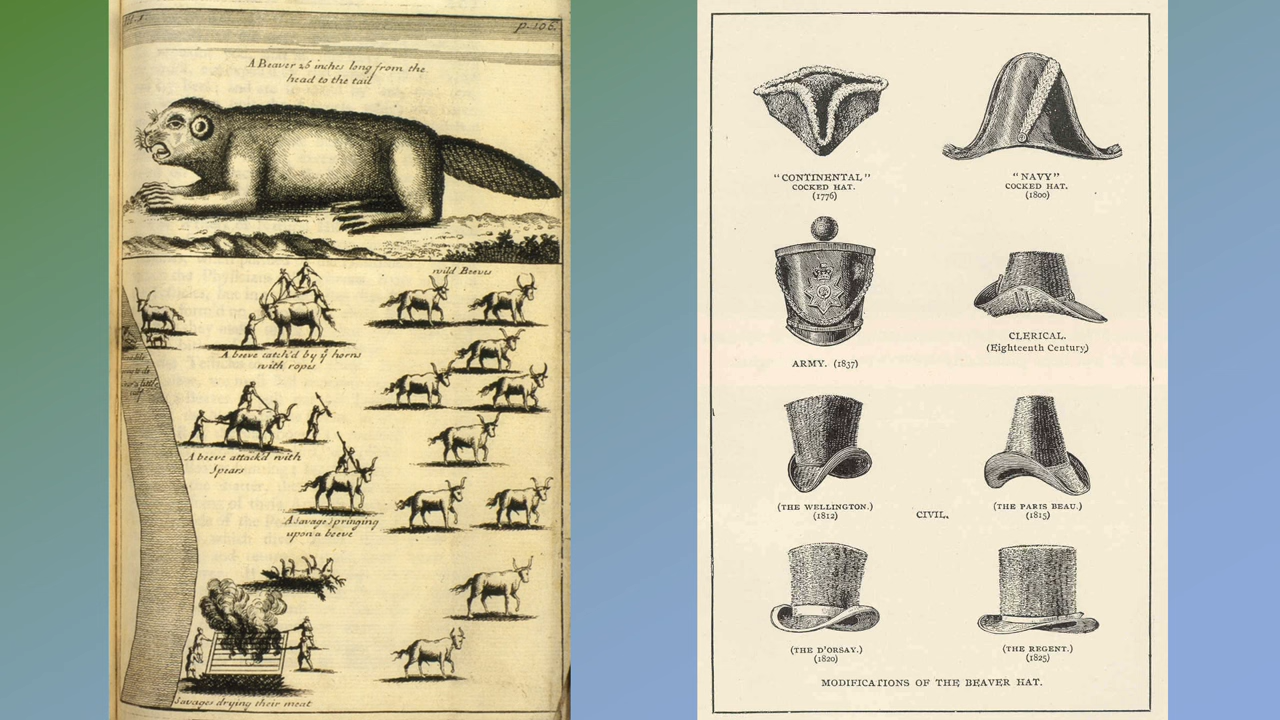 p. 106.
A Beaver 26 inches long from the
head to the tail
wild Beeves
A beeve catch'd by ÿ horns
with ropes
A beeve attack'd with
Spears
A savage springing
upon a beeve
Savages drying their meat
"CONTINENTAL"
COCKED HAT.
(1776)
"NAVY"
COCKED HAT.
(1800)
ARMY. (1837)
CLERICAL.
(Eighteenth Century)
(THE WELLINGTON.)
(1812)
CIVIL.
(THE PARIS BEAU.)
(1815)
(THE D'ORSAY.)
(1820)
(THE REGENT.)
(1825)
MODIFICATIONS OF THE BEAVER HAT.